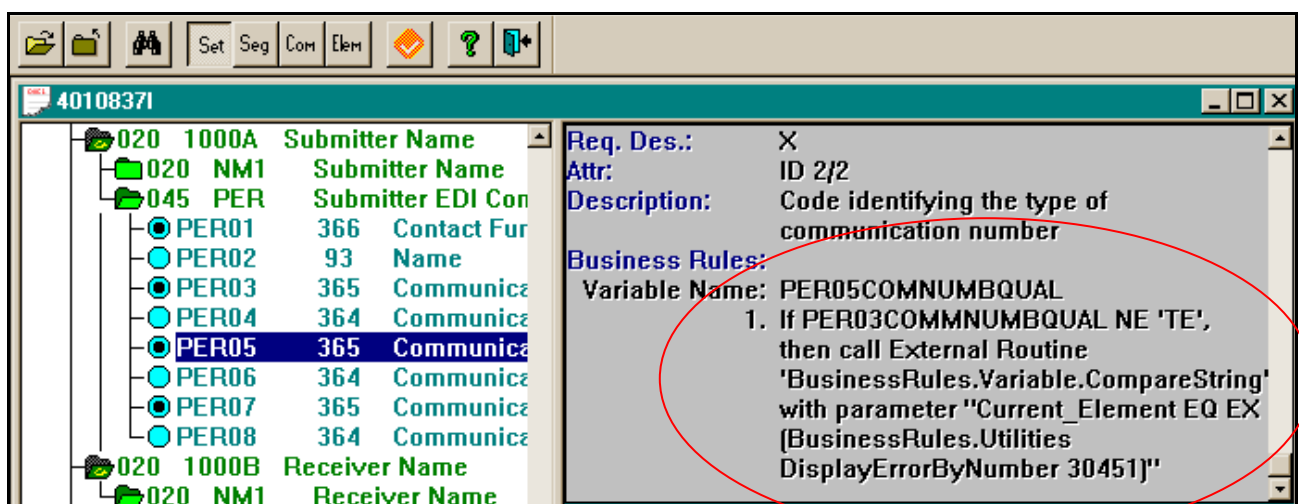 Set Seg Com Elem
4010837I
020 1000A Submitter Name
020 NM1 Submitter Name
045 PER Submitter EDI Con
PER01 366 Contact Fur
PER02 93 Name
PER03 365 Communica
PER04 364 Communica
PER05 365 Communica
PER06 364 Communica
PER07 365 Communica
PER08 364 Communica
020 1000B Receiver Name
020 NM1 Receiver Name
Req. Des.: X
Attr: ID 2/2
Description: Code identifying the type of
communication number
Business Rules:
Variable Name: PER05COMNUMBQUAL
1. If PER03COMMNUMBQUAL NE 'TE',
then call External Routine
'BusinessRules.Variable.CompareString'
with parameter "Current_Element EQ EX
(BusinessRules.Utilities
DisplayErrorByNumber 30451)"